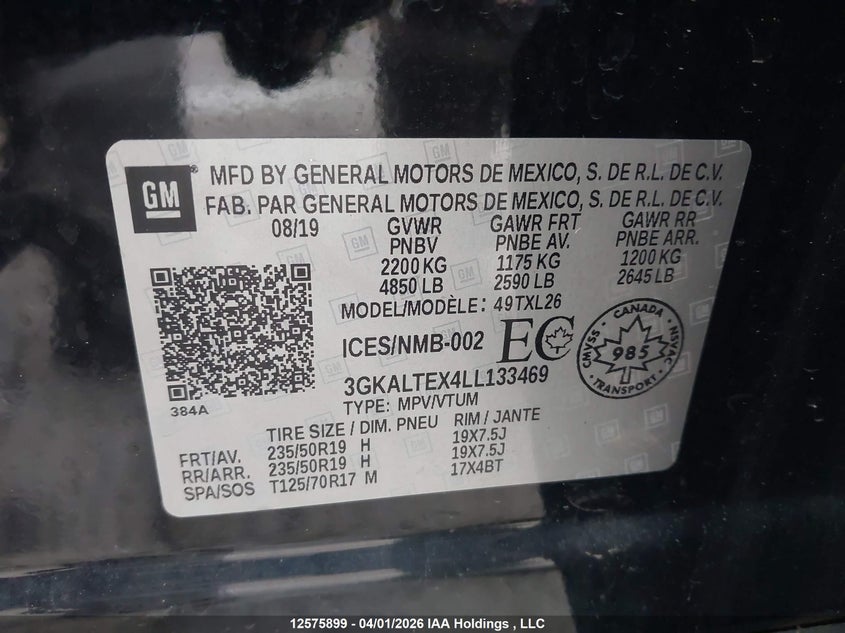 GM
MFD BY GENERAL MOTORS DE MEXICO, S. DE R.L. DE C.V.
FAB. PAR GENERAL MOTORS DE MEXICO, S. DE R.L. DE C.V.
08/19 GVWR GAWR FRT GAWR RR
PNBV PNBE AV. PNBE ARR.
2200 KG 1175 KG 1200 KG
4850 LB 2590 LB 2645 LB
MODEL/MODÈLE: 49TXL26
ICES/NMB-002 EC
CANADA
CMVSS 985 NSVAC
TRANSPORT
3GKALTEX4LL133469
384A
TYPE: MPV/VTUM
TIRE SIZE / DIM. PNEU RIM / JANTE
FRT/AV. 235/50R19 H 19X7.5J
RR/ARR. 235/50R19 H 19X7.5J
SPA/SOS T125/70R17 M 17X4BT
12575899 - 04/01/2026 IAA Holdings , LLC